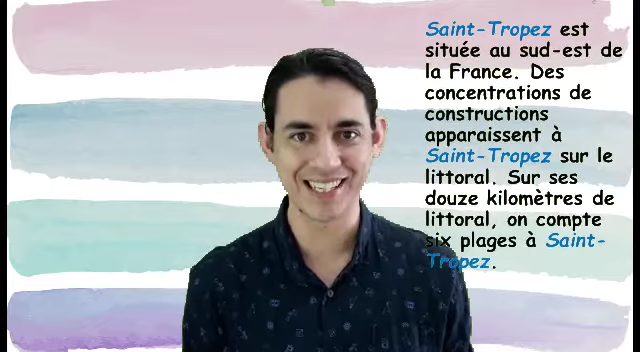 Saint-Tropez est
située au sud-est de
la France. Des
concentrations de
constructions
apparaissent à
Saint-Tropez sur le
littoral. Sur ses
douze kilomètres de
littoral, on compte
six plages à Saint-
Tropez.